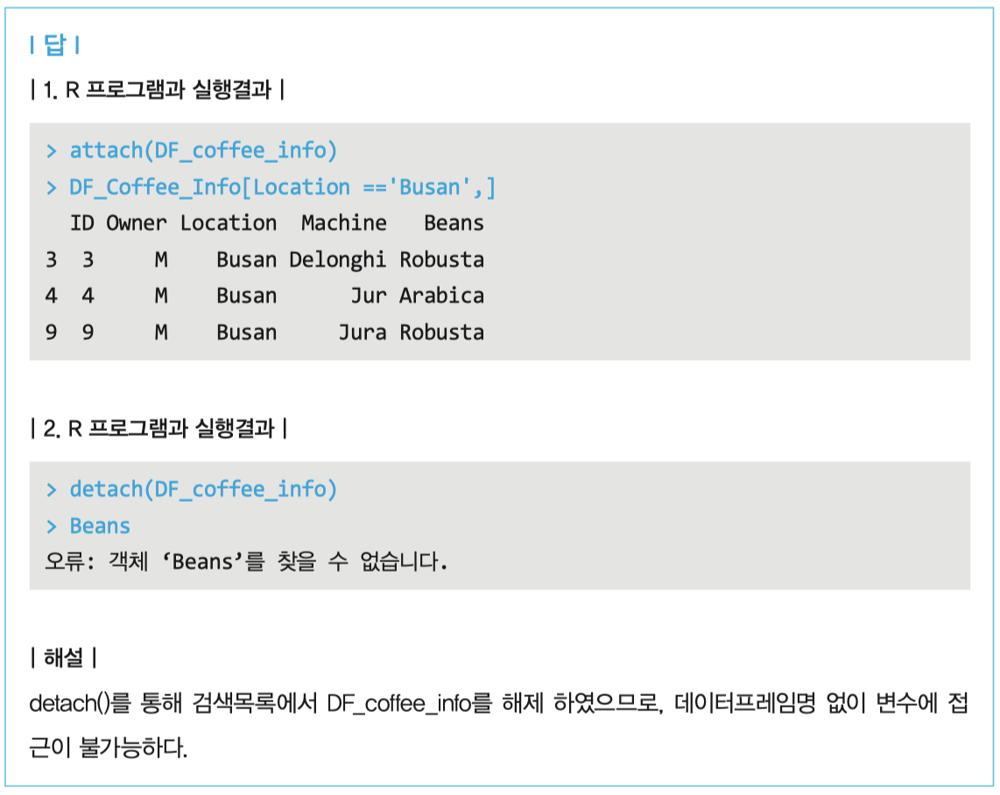 | 답 |
| 1. R 프로그램과 실행결과 |
> attach(DF_coffee_info)
> DF_Coffee_Info[Location =='Busan',]
  ID Owner Location  Machine   Beans
3  3     M    Busan Delonghi Robusta
4  4     M    Busan      Jur Arabica
9  9     M    Busan     Jura Robusta
| 2. R 프로그램과 실행결과 |
> detach(DF_coffee_info)
> Beans
오류: 객체 ‘Beans’를 찾을 수 없습니다.
| 해설 |
detach()를 통해 검색목록에서 DF_coffee_info를 해제 하였으므로, 데이터프레임명 없이 변수에 접
근이 불가능하다.